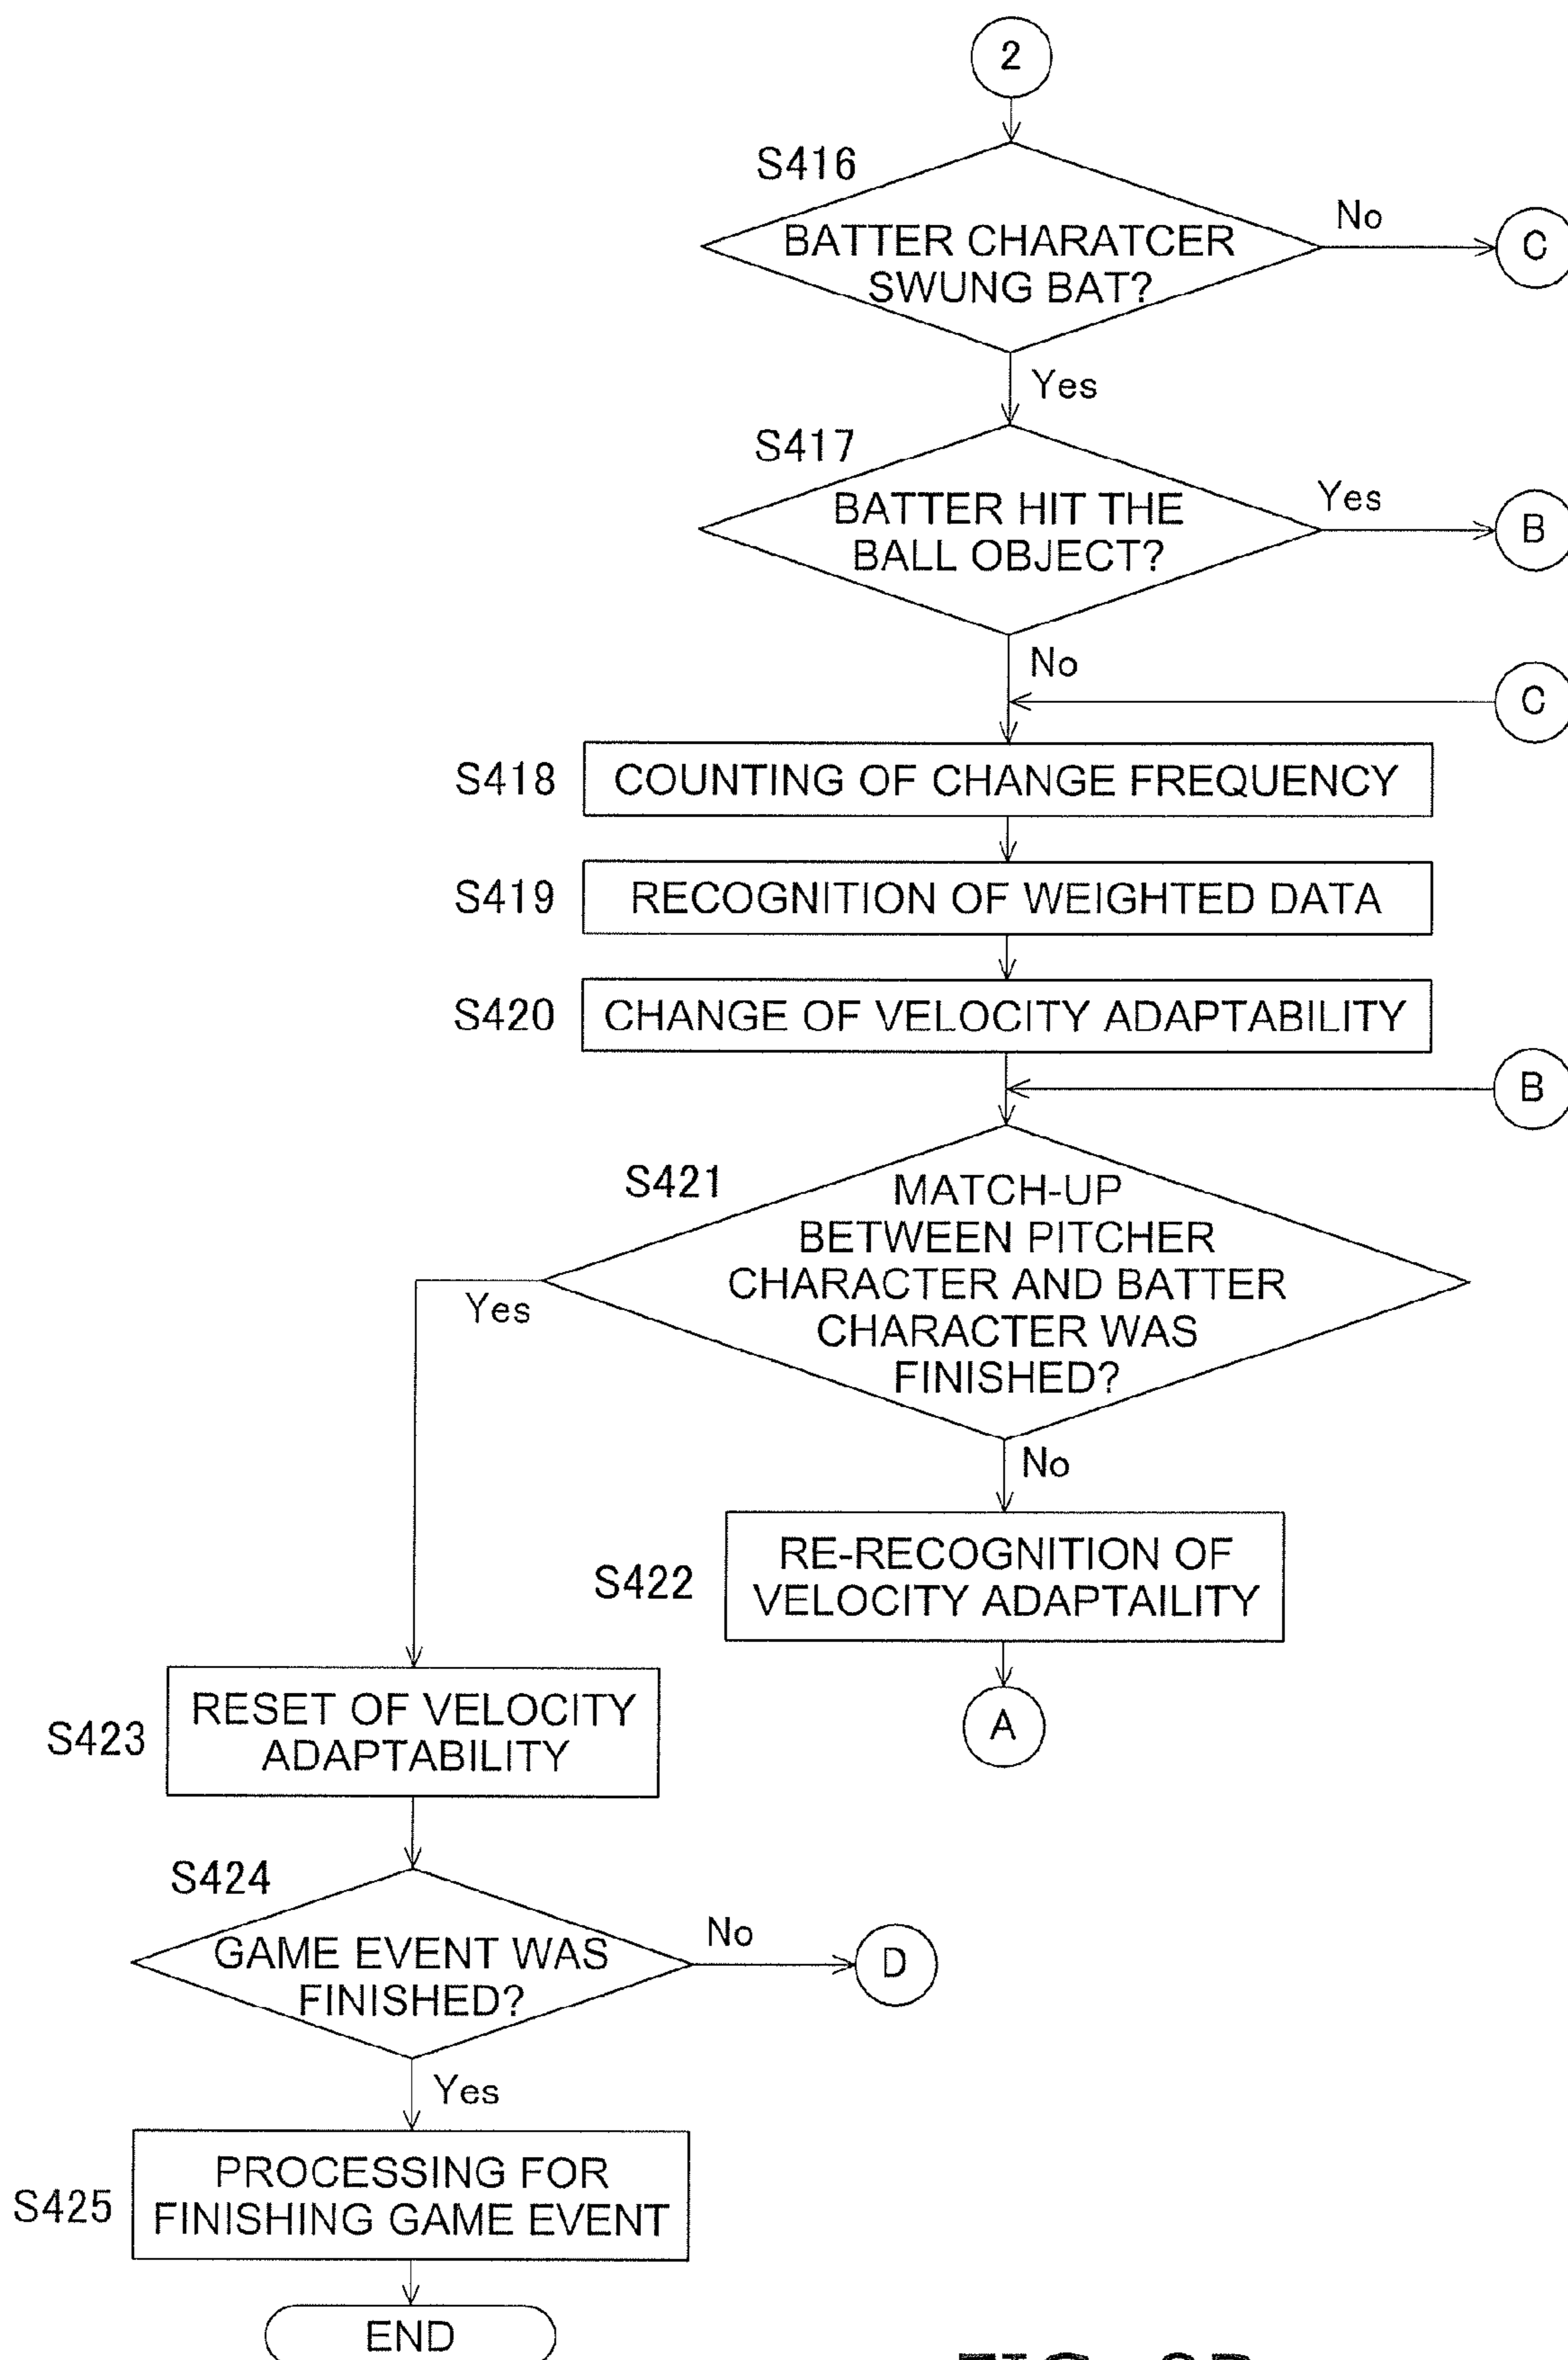 2
S416
BATTER CHARATCER
SWUNG BAT?
No
C
Yes
S417
BATTER HIT THE
BALL OBJECT?
Yes
B
No
C
S418
COUNTING OF CHANGE FREQUENCY
S419
RECOGNITION OF WEIGHTED DATA
S420
CHANGE OF VELOCITY ADAPTABILITY
B
S421
MATCH-UP
BETWEEN PITCHER
CHARACTER AND BATTER
CHARACTER WAS
FINISHED?
Yes
No
S422
RE-RECOGNITION OF
VELOCITY ADAPTAILITY
A
S423
RESET OF VELOCITY
ADAPTABILITY
S424
GAME EVENT WAS
FINISHED?
No
D
Yes
S425
PROCESSING FOR
FINISHING GAME EVENT
END